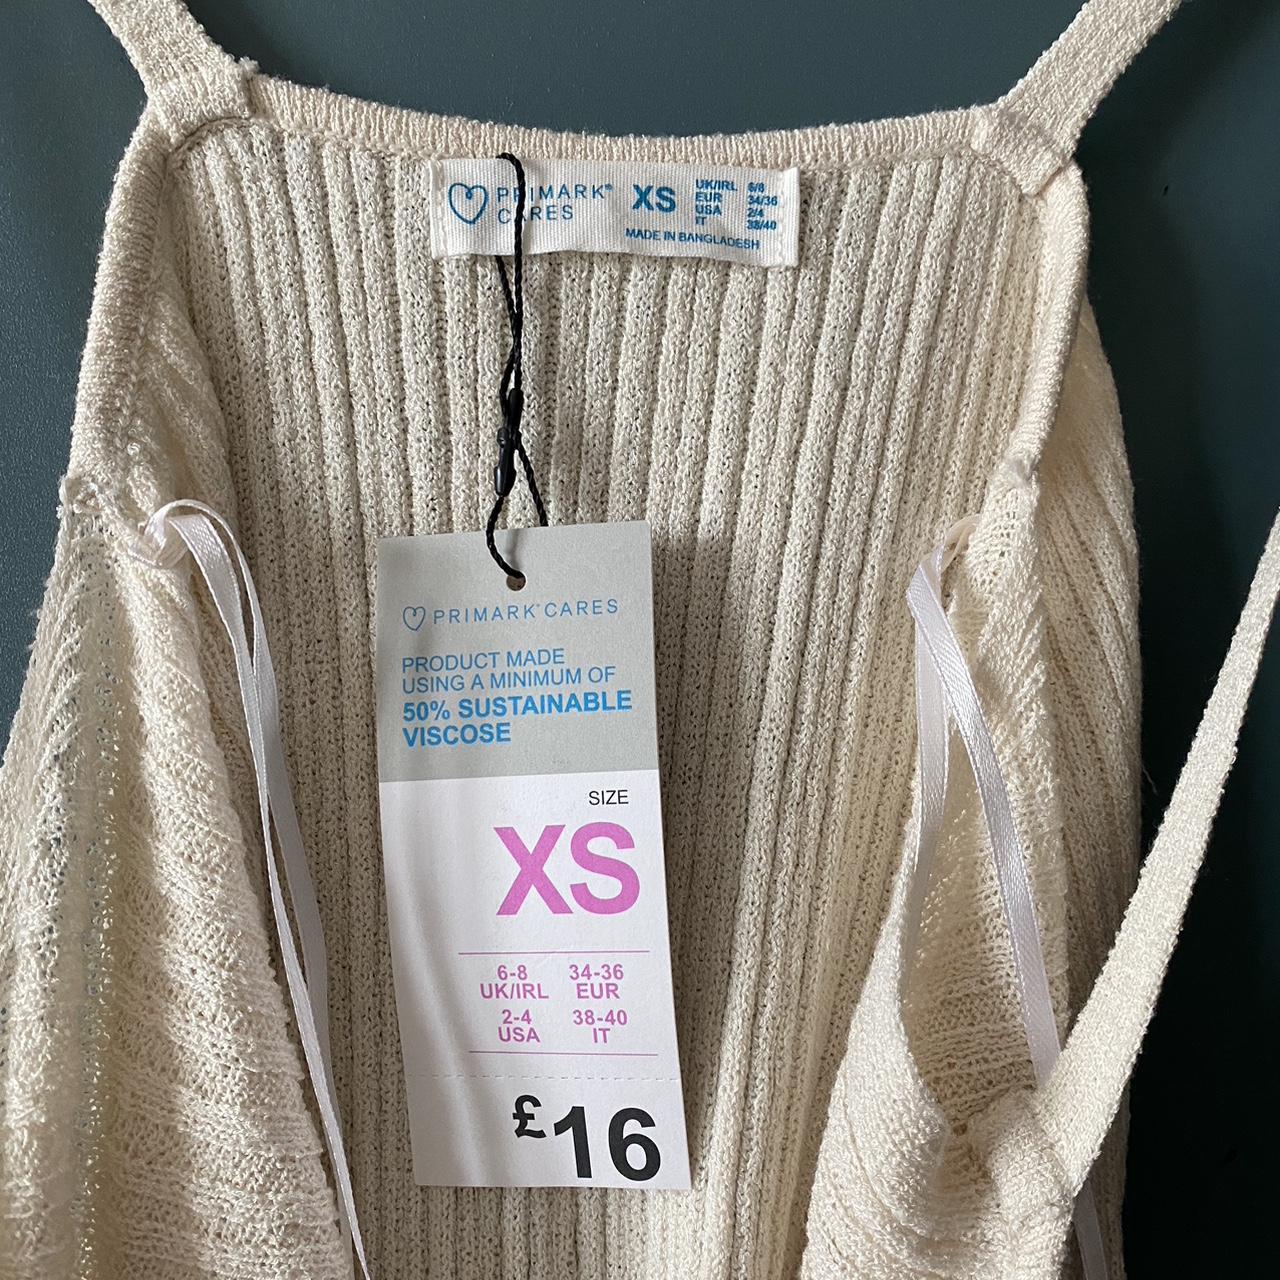 PRIMARK®
CARES
XS
UK/IRL 6/8
EUR 34/36
USA 2/4
IT 38/40
MADE IN BANGLADESH
PRIMARK® CARES
PRODUCT MADE
USING A MINIMUM OF
50% SUSTAINABLE
VISCOSE
SIZE
XS
6-8 34-36
UK/IRL EUR
2-4 38-40
USA IT
£16